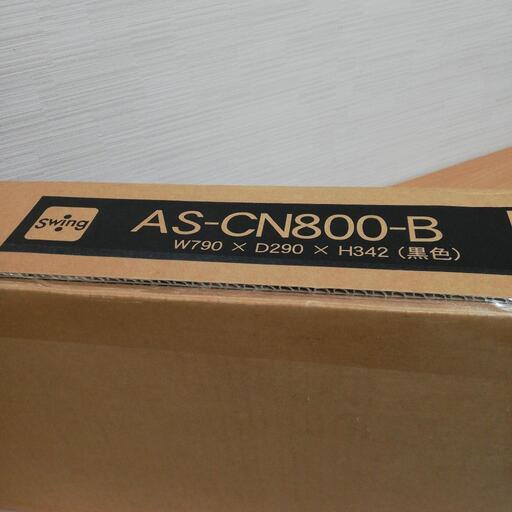 Swing
AS-CN800-B
W790 × D290 × H342 (黒色)